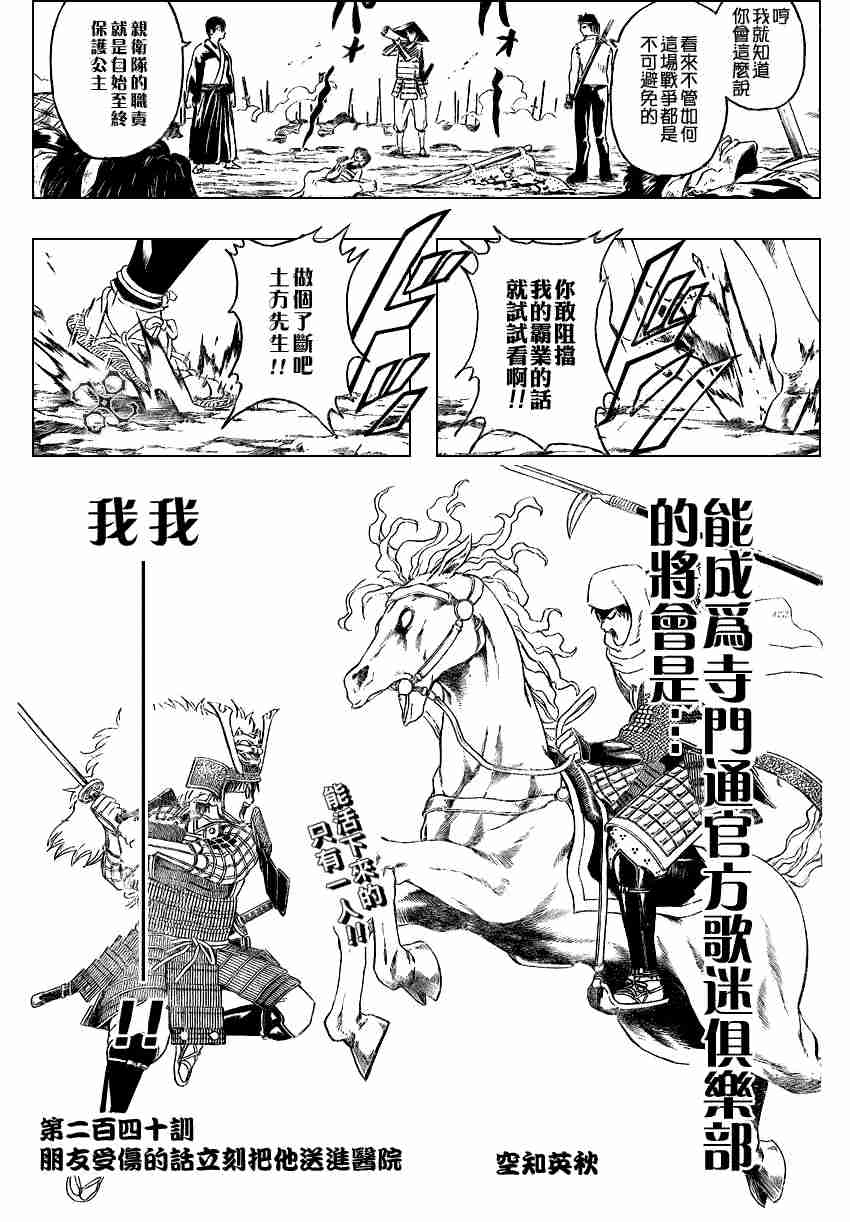 哼
我就知道
你會這麼說
看來不管如何
這場戰爭都是
不可避免的
親衛隊的職責
就是自始至終
保護公主
你敢阻擋
我的霸業的話
就試試看啊!!
做個了斷吧
土方先生!!
能成爲寺門通官方歌迷俱樂部
的將會是…
我
我——!!
能活下來的
只有一人!!
第二百四十訓
朋友受傷的話立刻把他送進醫院
空知英秋